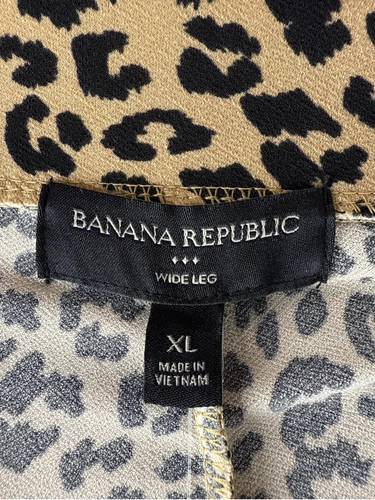 BANANA REPUBLIC
WIDE LEG
XL
MADE IN
VIETNAM